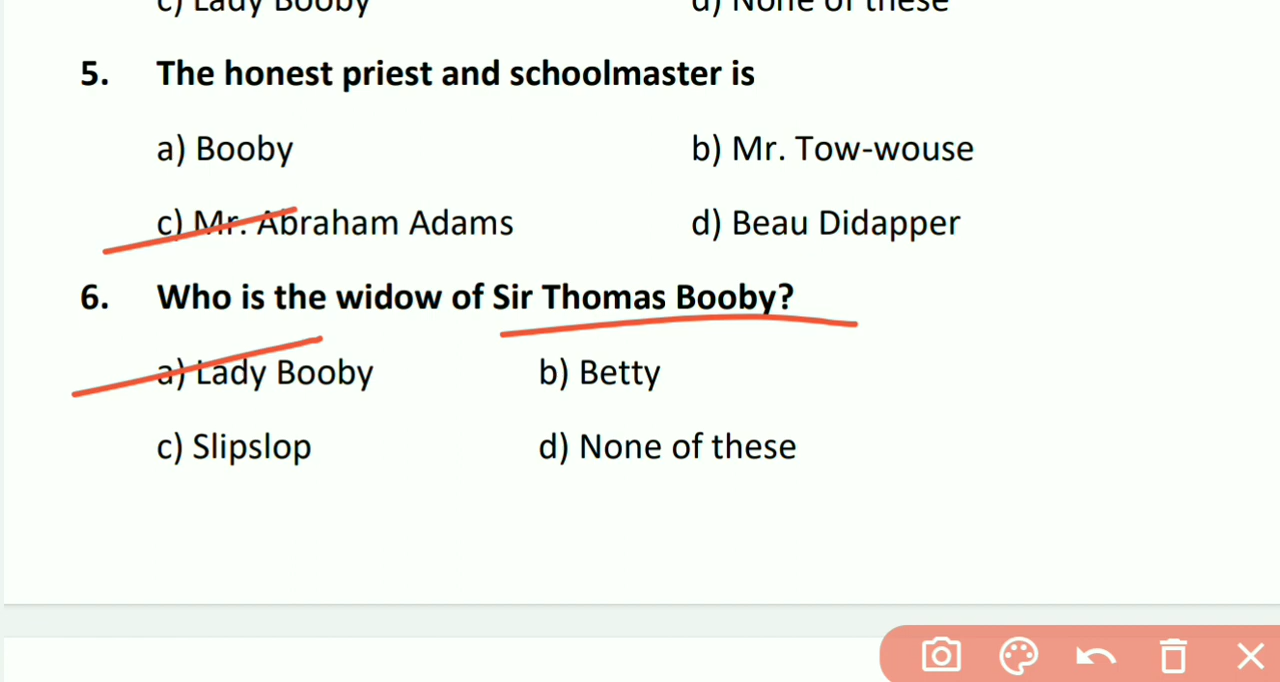 c) Lady Booby d) None of these
5. The honest priest and schoolmaster is
a) Booby b) Mr. Tow-wouse
c) Mr. Abraham Adams d) Beau Didapper
6. Who is the widow of Sir Thomas Booby?
a) Lady Booby b) Betty
c) Slipslop d) None of these